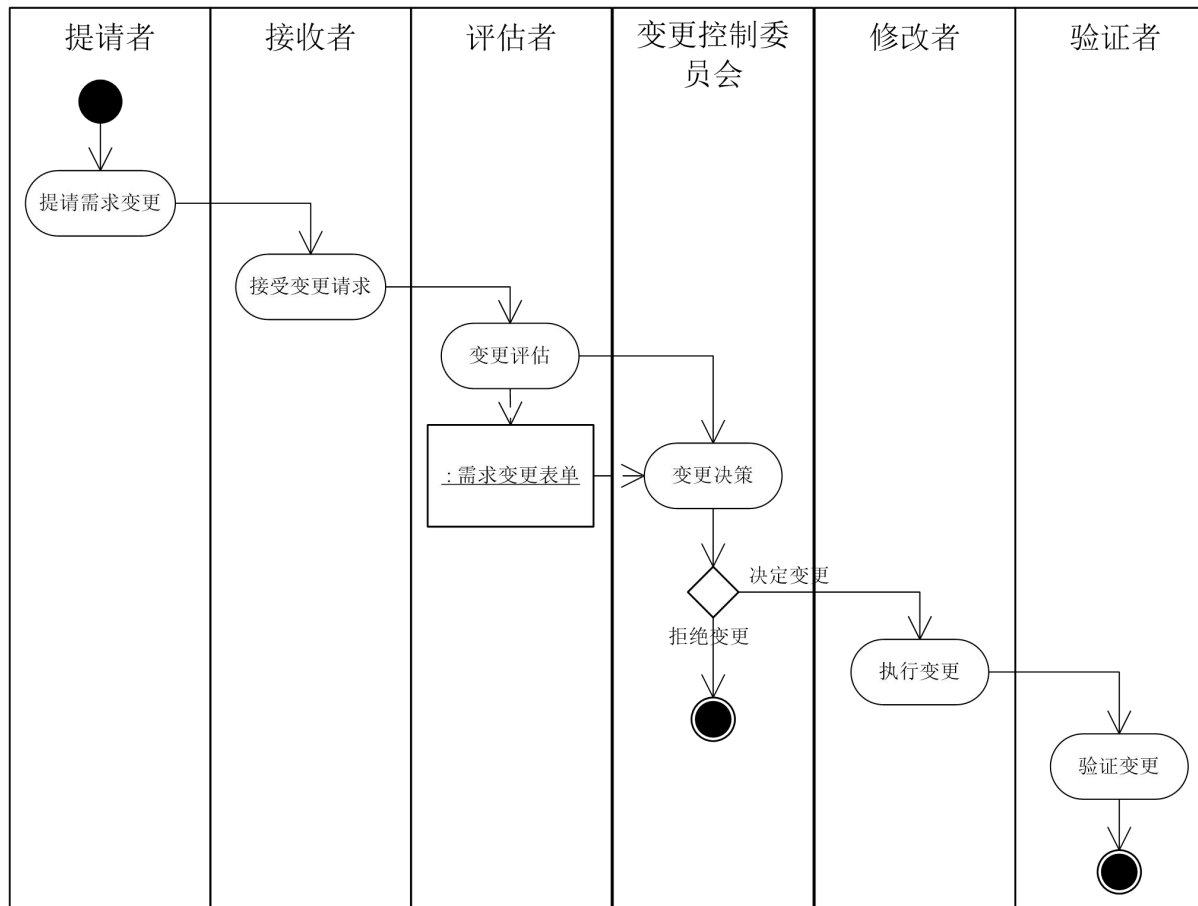 提请者
接收者
评估者
变更控制委
员会
修改者
验证者
提请需求变更
接受变更请求
变更评估
: 需求变更表单
变更决策
决定变更
拒绝变更
执行变更
验证变更